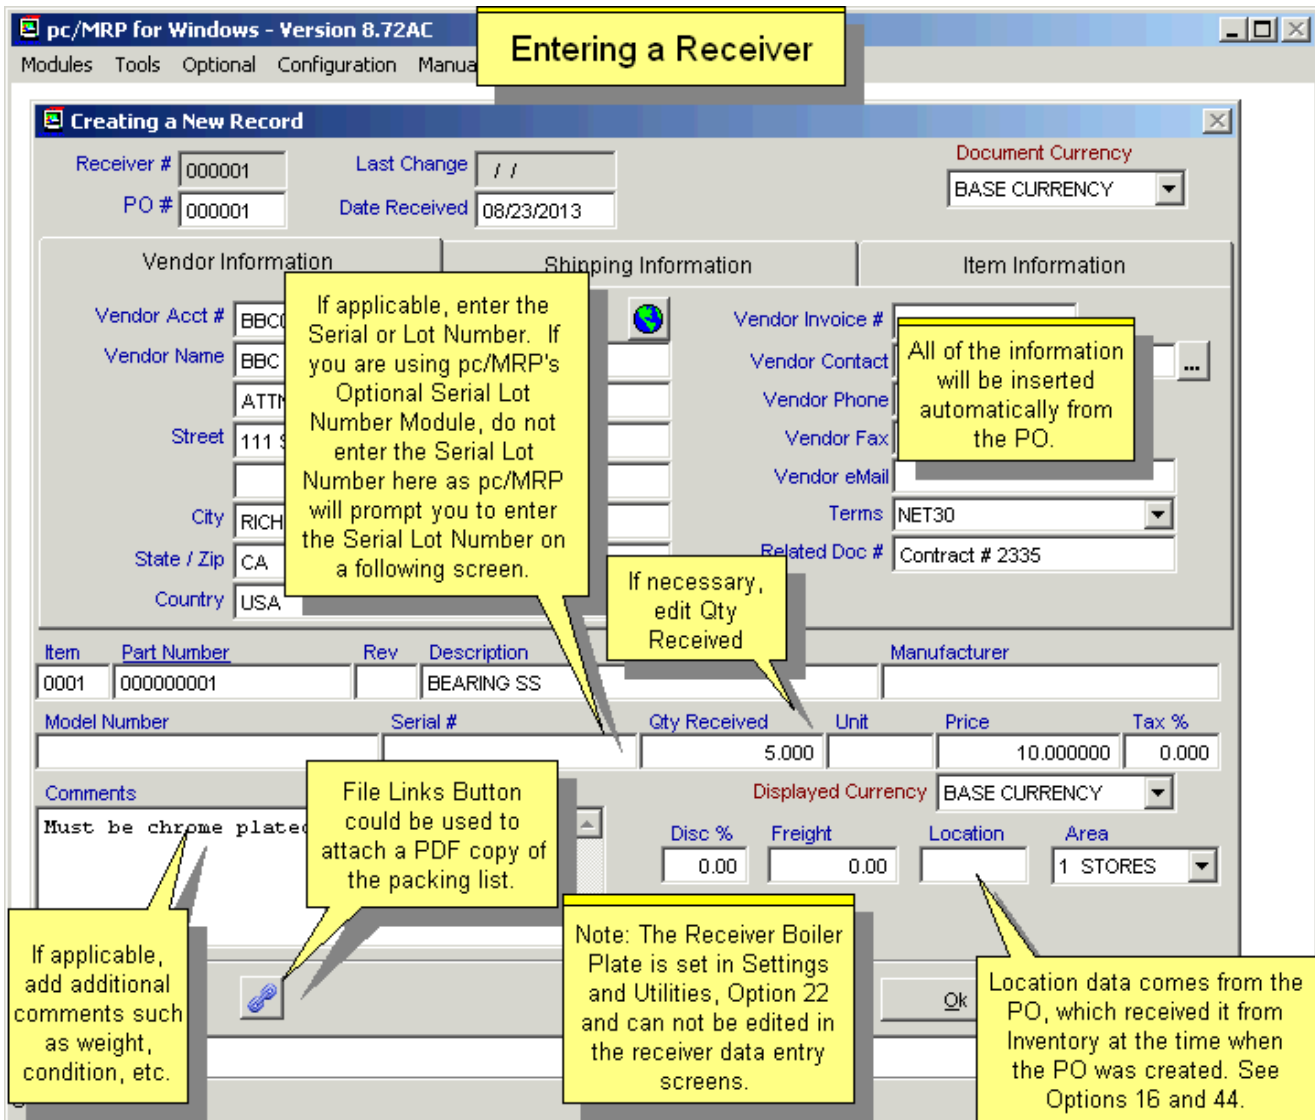 pc/MRP for Windows - Version 8.72AC
Entering a Receiver
Modules Tools Optional Configuration
Creating a New Record
Receiver # 000001 Last Change / / Document Currency
BASE CURRENCY
PO # 000001 Date Received 08/23/2013
Vendor Information Shipping Information Item Information
Vendor Acct #
Vendor Name BBC
Street 111
City
State / Zip CA
Country USA
If applicable, enter the
Serial or Lot Number. If
you are using pc/MRP's
Optional Serial Lot
Number Module, do not
enter the Serial Lot
Number here as pc/MRP
will prompt you to enter
the Serial Lot Number on
a following screen.
Vendor Invoice #
Vendor Contact ...
Vendor Phone
Vendor Fax
Vendor eMail
Terms NET30
Related Doc # Contract # 2335
All of the information
will be inserted
automatically from
the PO.
If necessary,
edit Qty
Received
Item Part Number Rev Description Manufacturer
0001 000000001 BEARING SS
Model Number Serial # Qty Received Unit Price Tax %
5.000 10.000000 0.000
Comments
Must be chrome plated
Displayed Currency BASE CURRENCY
Disc % Freight Location Area
0.00 0.00 1 STORES
File Links Button
could be used to
attach a PDF copy of
the packing list.
If applicable,
add additional
comments such
as weight,
condition, etc.
Note: The Receiver Boiler
Plate is set in Settings
and Utilities, Option 22
and can not be edited in
the receiver data entry
screens.
Ok
Location data comes from the
PO, which received it from
Inventory at the time when
the PO was created. See
Options 16 and 44.